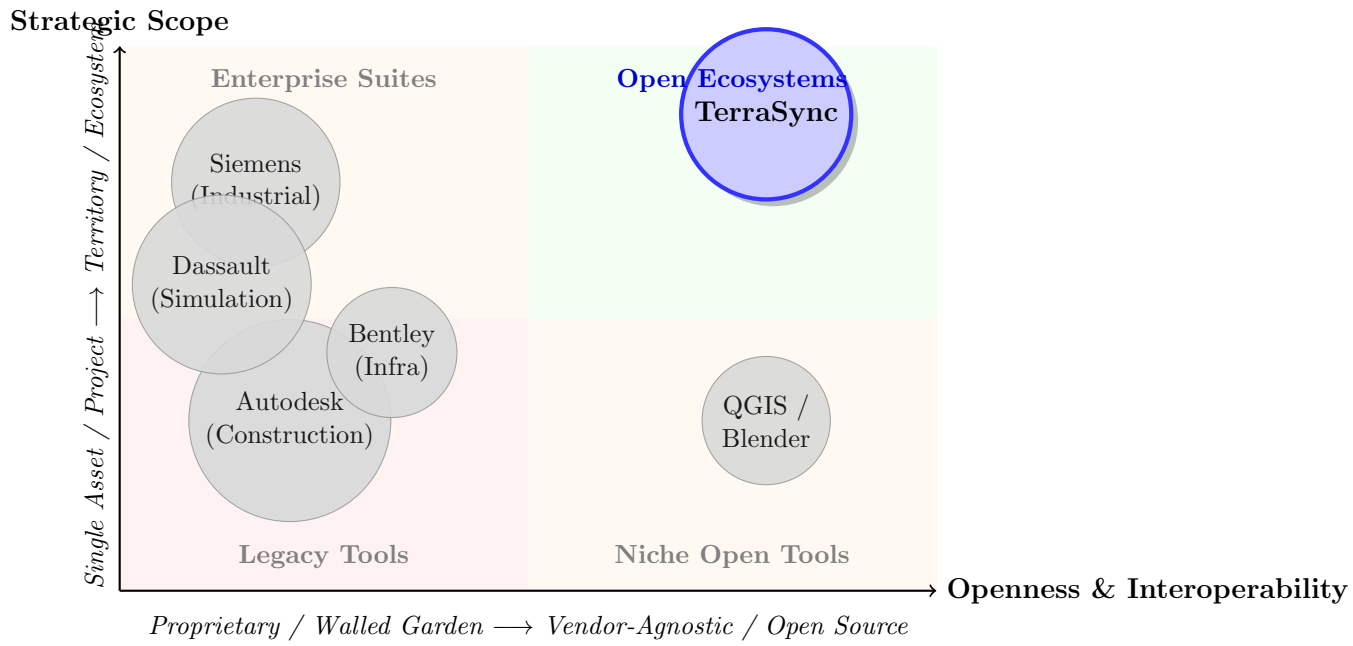 Strategic Scope
Single Asset / Project ⟶ Territory / Ecosystem
Enterprise Suites
Open Ecosystems
TerraSync
Siemens
(Industrial)
Dassault
(Simulation)
Bentley
(Infra)
Autodesk
(Construction)
QGIS /
Blender
Legacy Tools
Niche Open Tools
Openness & Interoperability
Proprietary / Walled Garden ⟶ Vendor-Agnostic / Open Source